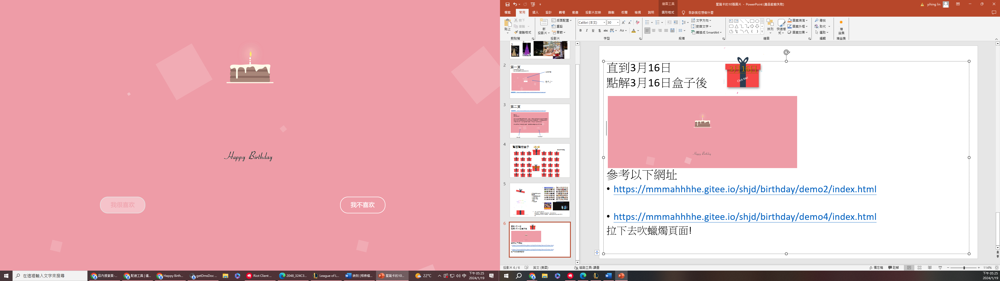 Happy Birthday
我很喜欢
我不喜欢
在這裡輸入文字來搜尋
店內搜尋頁-...
配速工具 | 運...
Happy Birth...
getDmsDoc ...
Riot Client ...
2048_324C3...
League of L...
時刻 [相容模...
聖誕卡的10...
22°C
中
下午 05:25
2024/1/19
聖誕卡的10張圖片 - PowerPoint (產品啟動失敗)
繪圖工具
yihing lin
檔案
常用
插入
設計
轉場
動畫
投影片放映
錄製
校閱
檢視
說明
圖形格式
告訴我您想做什麼
貼上
剪下
複製
複製格式
剪貼簿
新
投影片
版面配置
重設
章節
投影片
Calibri (本文)
30
B I U S abc AV Aa A
字型
文字方向
對齊文字
轉換成 SmartArt
段落
排列
快速樣
式
圖案填滿
圖案外框
圖案效果
繪圖
尋找
取代
選取
編輯
增
益集
增益集
2
第一頁
3
第二頁
4
5
6
直到3月16日
點解3月16日盒子後
3月16日
Click Me!
Happy Birthday
參考以下網址
• https://mmmahhhhe.gitee.io/shjd/birthday/demo2/index.html
• https://mmmahhhhe.gitee.io/shjd/birthday/demo4/index.html
拉下去吹蠟燭頁面!
投影片 6 / 6
英文 (美國)
協助工具: 調查
備忘稿
註解
114%
下午 05:25
2024/1/19